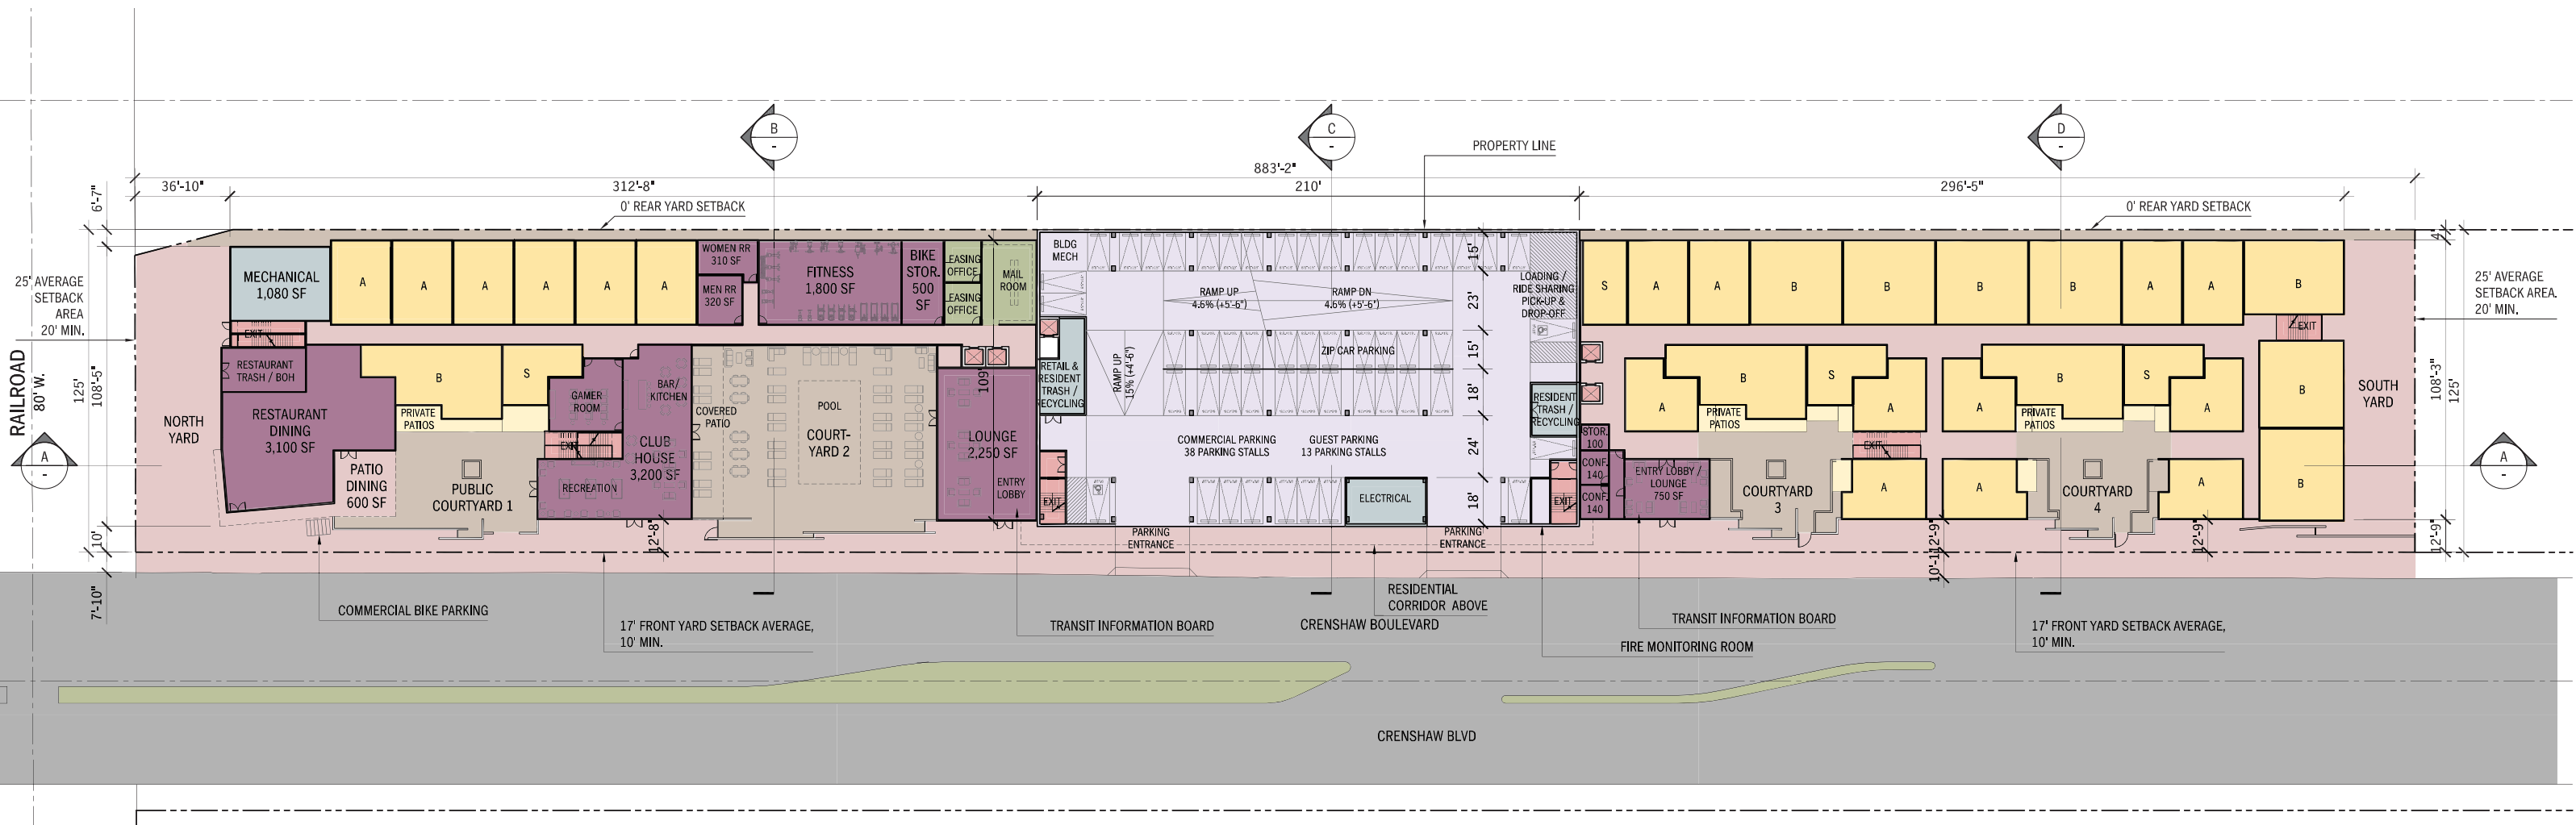 B
-
C
-
D
-
PROPERTY LINE
883'-2"
36'-10"
312'-8"
210'
296'-5"
6'-7"
0' REAR YARD SETBACK
0' REAR YARD SETBACK
25' AVERAGE
SETBACK
AREA
20' MIN.
25' AVERAGE
SETBACK AREA.
20' MIN.
RAILROAD
80' W.
125'
108'-5"
10'
7'-10"
NORTH
YARD
MECHANICAL
1,080 SF
A
A
A
A
A
A
WOMEN RR
310 SF
MEN RR
320 SF
FITNESS
1,800 SF
BIKE
STOR.
500
SF
LEASING
OFFICE
LEASING
OFFICE
MAIL
ROOM
EXIT
RESTAURANT
TRASH / BOH
RESTAURANT
DINING
3,100 SF
B
S
PRIVATE
PATIOS
PATIO
DINING
600 SF
PUBLIC
COURTYARD 1
GAMER
ROOM
EXIT
RECREATION
BAR/
KITCHEN
CLUB
HOUSE
3,200 SF
COVERED
PATIO
POOL
COURT-
YARD 2
109'
LOUNGE
2,250 SF
ENTRY
LOBBY
12'-8"
BLDG
MECH
RAMP UP
4.6% (+5'-6")
RAMP DN
4.6% (+5'-6")
15'
23'
15'
18'
24'
18'
LOADING /
RIDE SHARING
PICK-UP &
DROP-OFF
RETAIL &
RESIDENT
TRASH /
RECYCLING
RAMP UP
15% (+4'-6")
ZIP CAR PARKING
RESIDENT
TRASH /
RECYCLING
COMMERCIAL PARKING
38 PARKING STALLS
GUEST PARKING
13 PARKING STALLS
ELECTRICAL
EXIT
EXIT
PARKING
ENTRANCE
PARKING
ENTRANCE
S
A
A
B
B
B
B
A
A
B
EXIT
A
B
S
A
PRIVATE
PATIOS
A
B
S
A
PRIVATE
PATIOS
B
B
STOR.
100
CONF.
140
CONF.
140
ENTRY LOBBY /
LOUNGE
750 SF
COURTYARD
3
EXIT
A
A
COURTYARD
4
A
SOUTH
YARD
4'
108'-3"
125'
12'-9"
12'-9"
12'-9"
10'-1"
A
-
A
-
COMMERCIAL BIKE PARKING
17' FRONT YARD SETBACK AVERAGE,
10' MIN.
TRANSIT INFORMATION BOARD
RESIDENTIAL
CORRIDOR ABOVE
CRENSHAW BOULEVARD
FIRE MONITORING ROOM
TRANSIT INFORMATION BOARD
17' FRONT YARD SETBACK AVERAGE,
10' MIN.
CRENSHAW BLVD